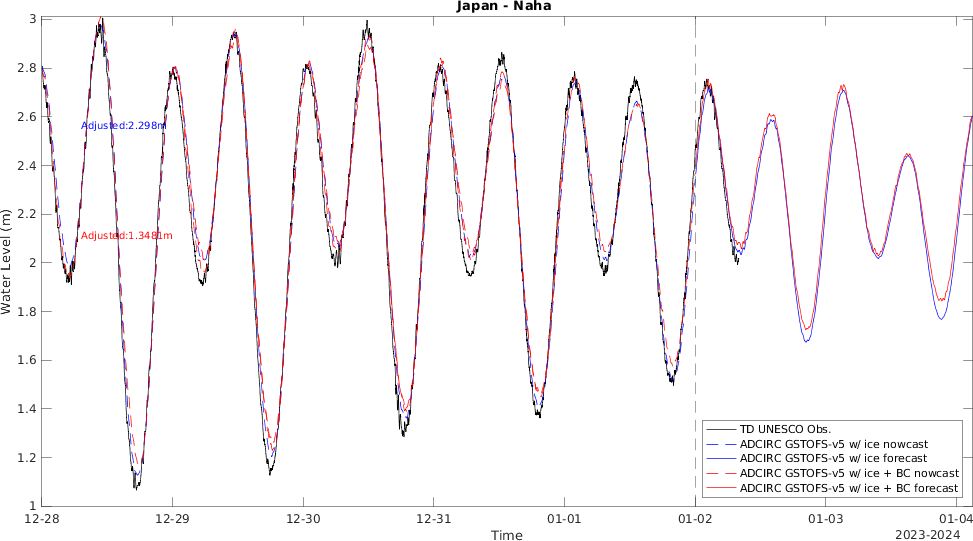 Japan - Naha
3
2.8
2.6
2.4
2.2
2
1.8
1.6
1.4
1.2
1
Water Level (m)
Adjusted:2.298m
Adjusted:1.3481m
TD UNESCO Obs.
ADCIRC GSTOFS-v5 w/ ice nowcast
ADCIRC GSTOFS-v5 w/ ice forecast
ADCIRC GSTOFS-v5 w/ ice + BC nowcast
ADCIRC GSTOFS-v5 w/ ice + BC forecast
12-28 12-29 12-30 12-31 01-01 01-02 01-03 01-04
Time
2023-2024